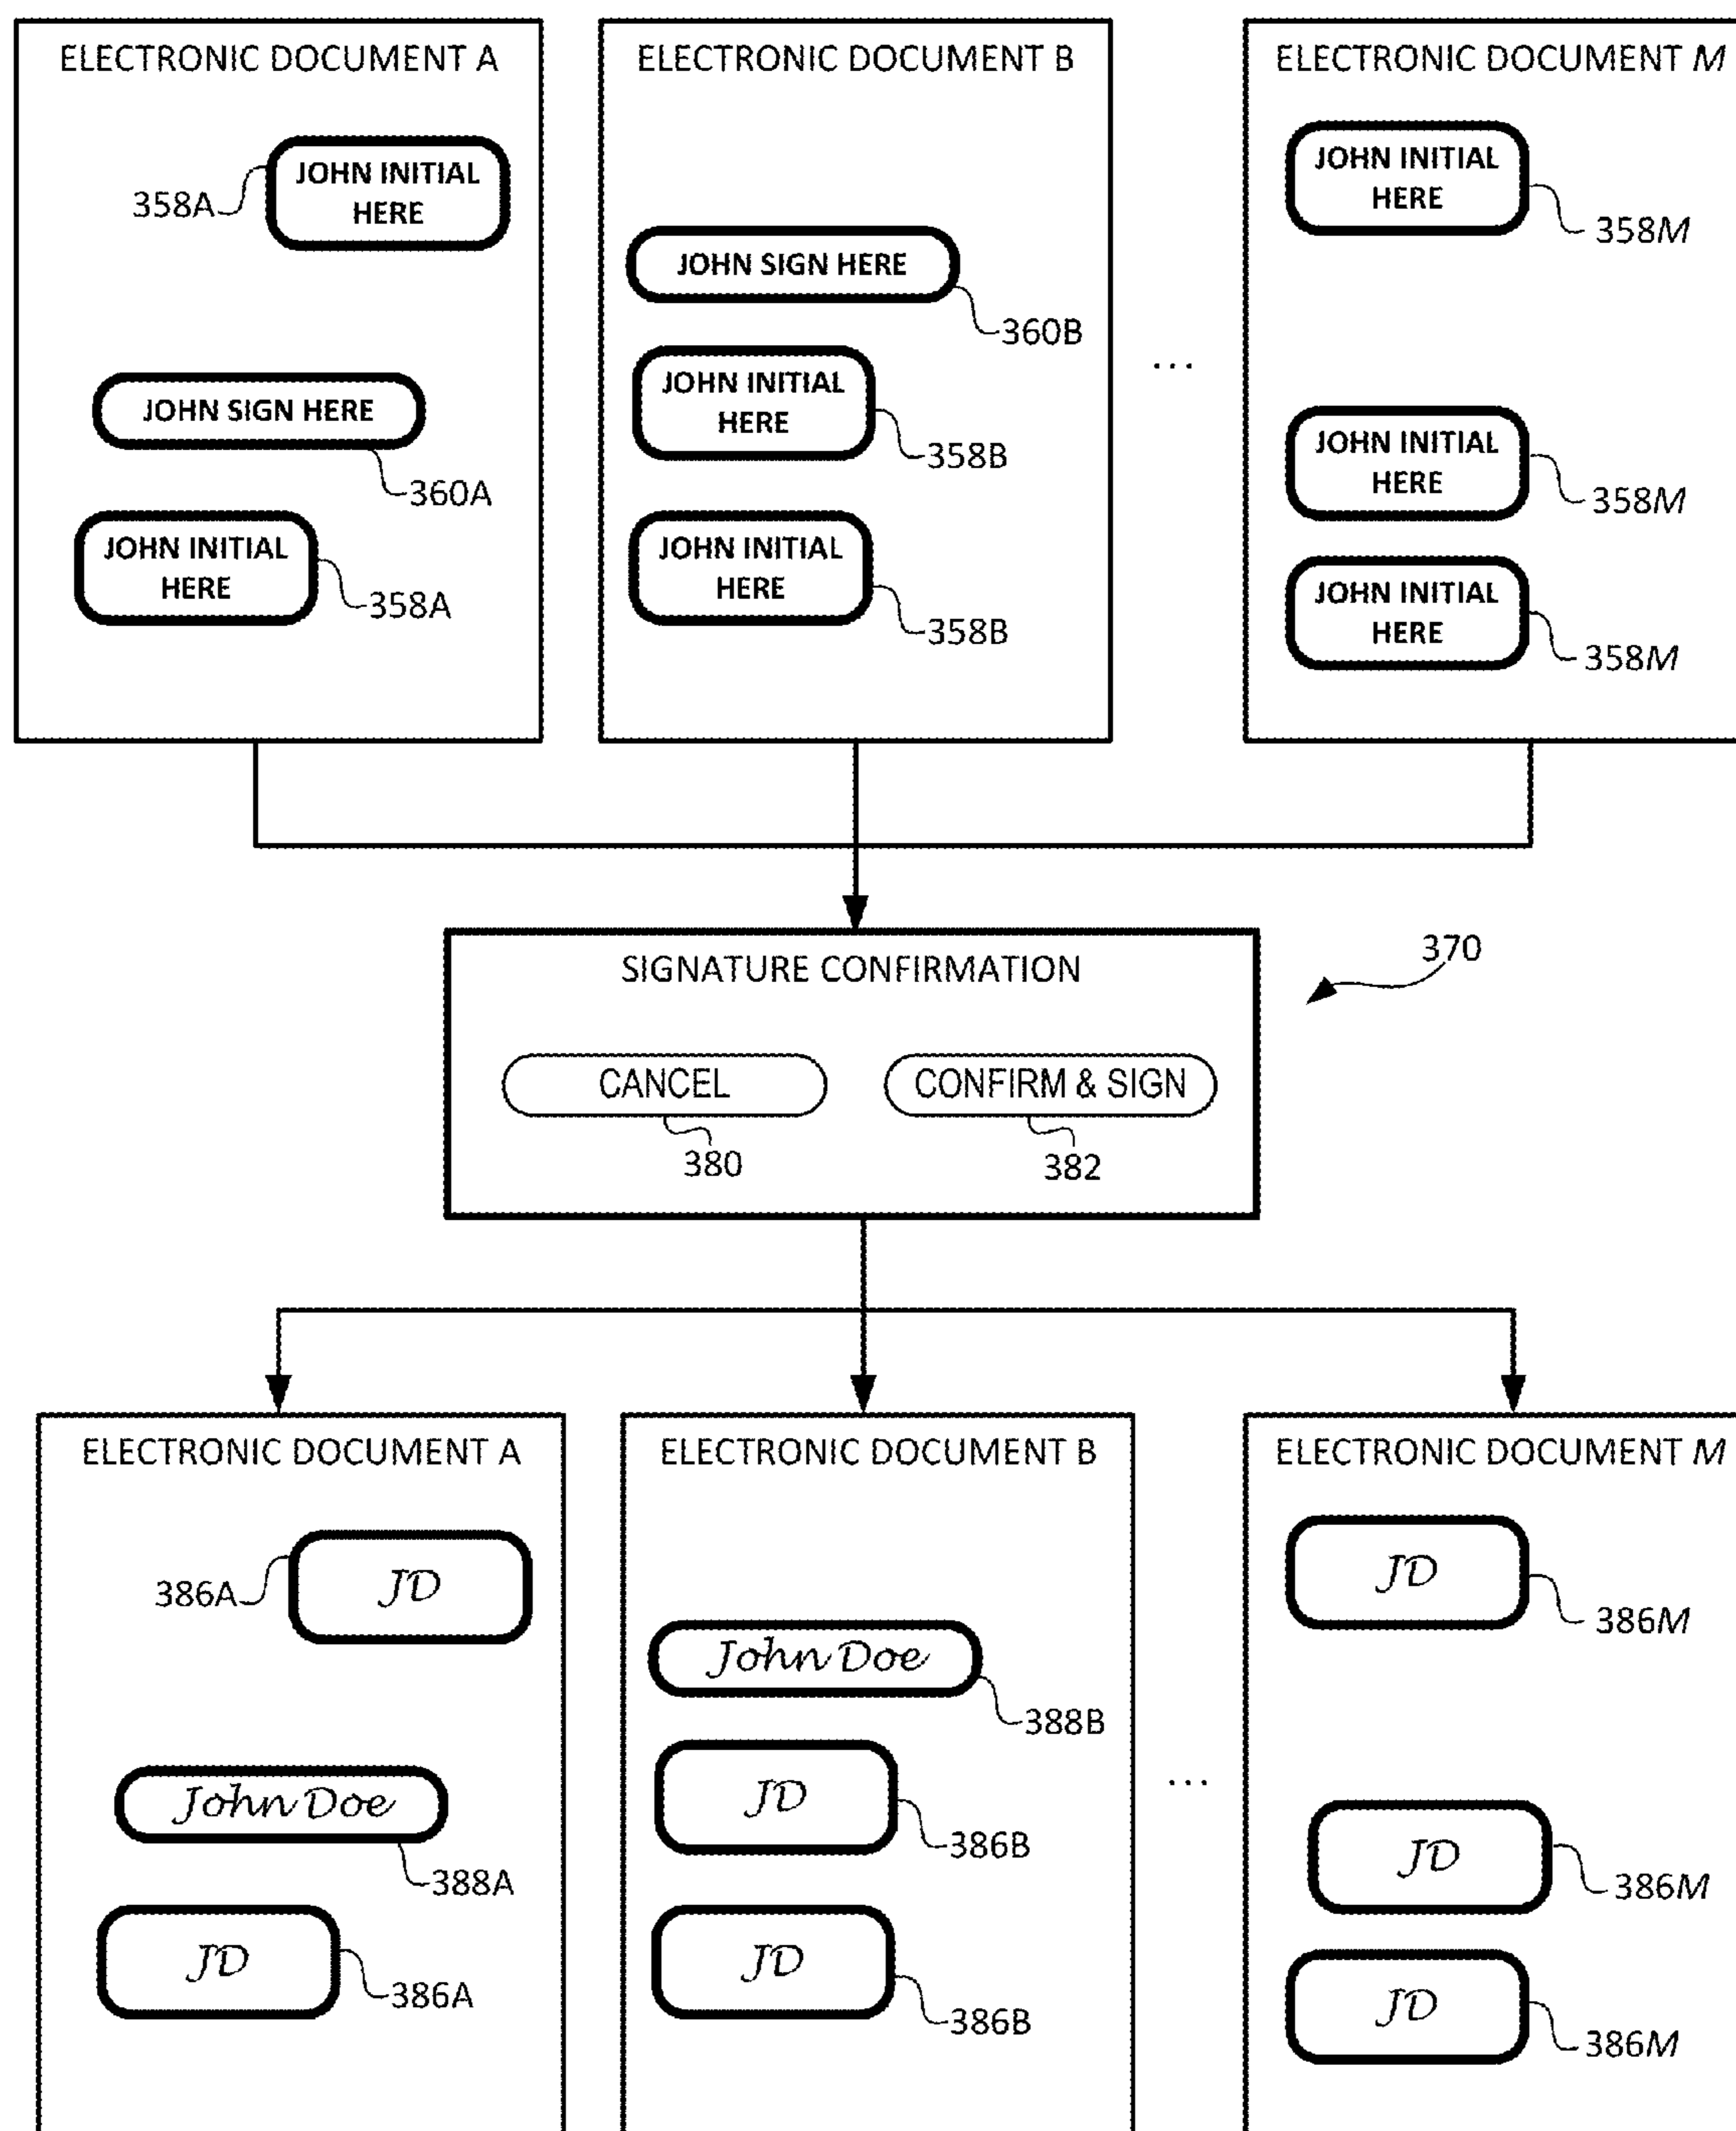 ELECTRONIC DOCUMENT A
JOHN INITIAL
HERE
358A
JOHN SIGN HERE
360A
JOHN INITIAL
HERE
358A
ELECTRONIC DOCUMENT B
JOHN SIGN HERE
360B
JOHN INITIAL
HERE
358B
JOHN INITIAL
HERE
358B
...
ELECTRONIC DOCUMENT M
JOHN INITIAL
HERE
358M
JOHN INITIAL
HERE
358M
JOHN INITIAL
HERE
358M
SIGNATURE CONFIRMATION
370
CANCEL
CONFIRM & SIGN
380
382
ELECTRONIC DOCUMENT A
JD
386A
John Doe
388A
JD
386A
ELECTRONIC DOCUMENT B
John Doe
388B
JD
386B
JD
386B
...
ELECTRONIC DOCUMENT M
JD
386M
JD
386M
JD
386M